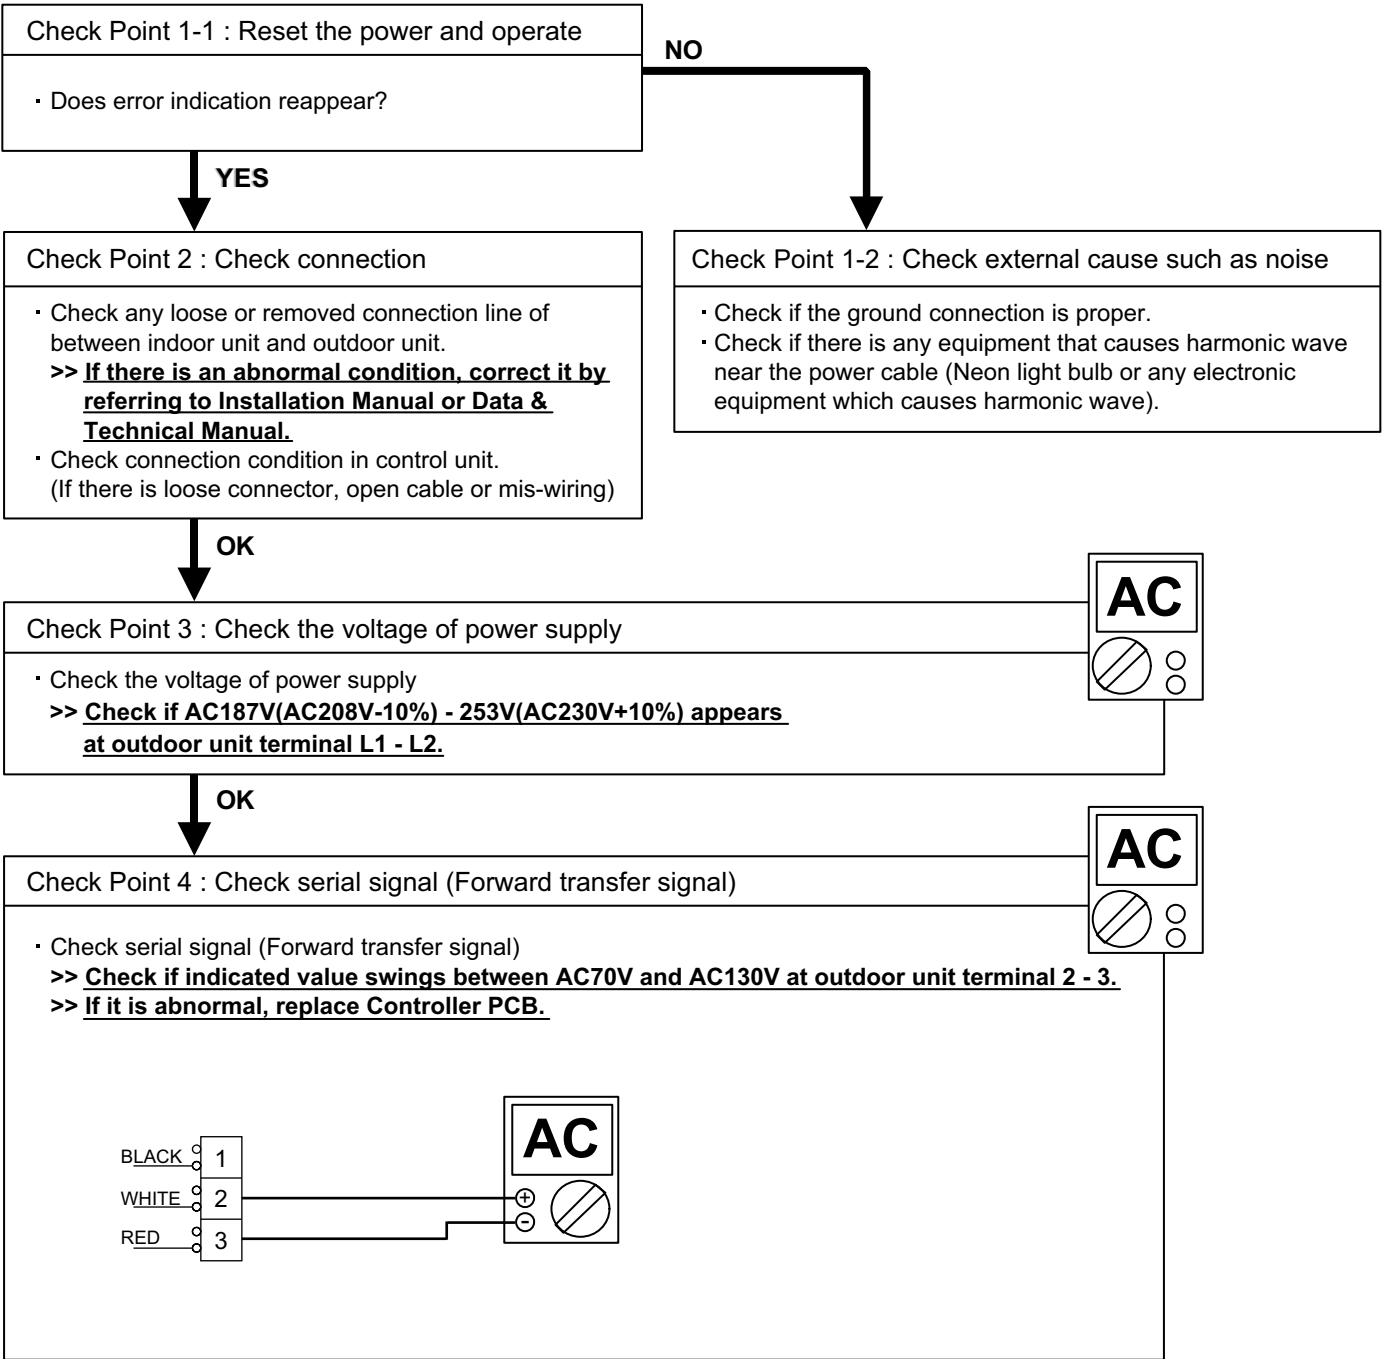 Check Point 1-1 : Reset the power and operate
・Does error indication reappear?
NO
YES
Check Point 2 : Check connection
・Check any loose or removed connection line of
between indoor unit and outdoor unit.
>> If there is an abnormal condition, correct it by
referring to Installation Manual or Data &
Technical Manual.
・Check connection condition in control unit.
(If there is loose connector, open cable or mis-wiring)
Check Point 1-2 : Check external cause such as noise
・Check if the ground connection is proper.
・Check if there is any equipment that causes harmonic wave
near the power cable (Neon light bulb or any electronic
equipment which causes harmonic wave).
OK
AC
Check Point 3 : Check the voltage of power supply
・Check the voltage of power supply
>> Check if AC187V(AC208V-10%) - 253V(AC230V+10%) appears
at outdoor unit terminal L1 - L2.
OK
AC
Check Point 4 : Check serial signal (Forward transfer signal)
・Check serial signal (Forward transfer signal)
>> Check if indicated value swings between AC70V and AC130V at outdoor unit terminal 2 - 3.
>> If it is abnormal, replace Controller PCB.
AC
BLACK 1
WHITE 2 +
RED 3 -